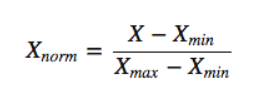 X_norm = (X − X_min) / (X_max − X_min)